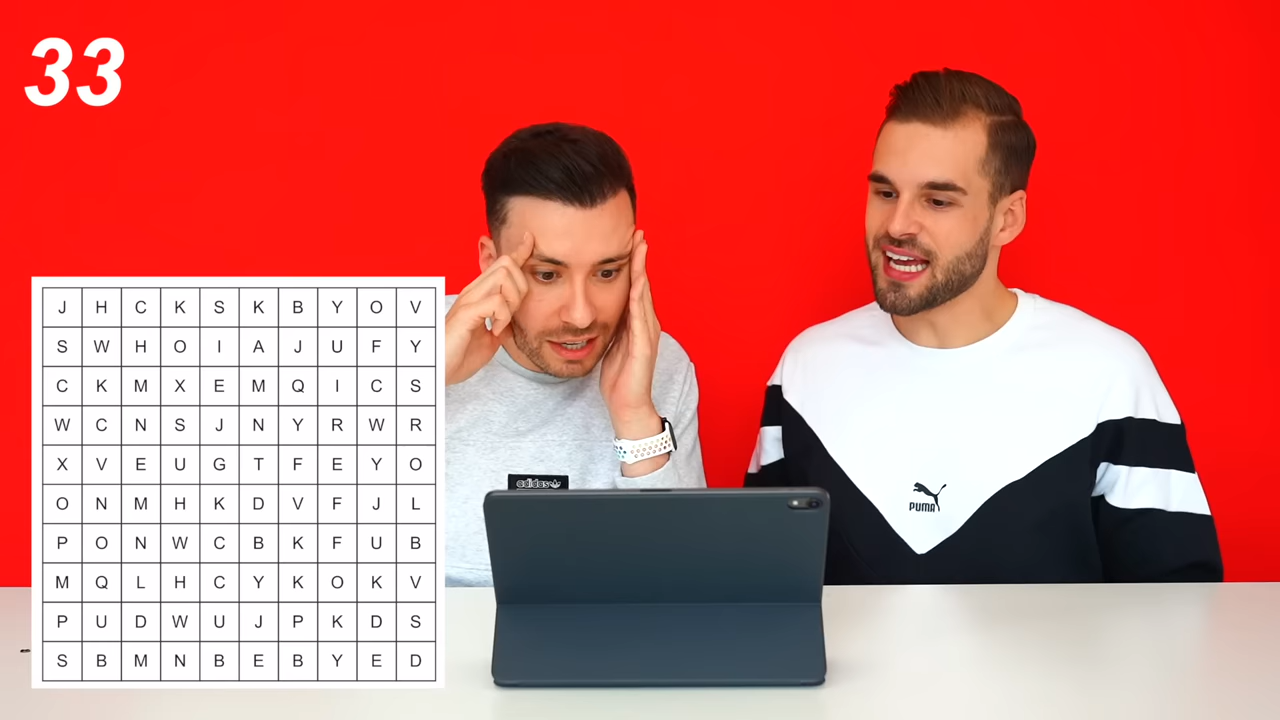 33
J H C K S K B Y O V
S W H O I A J U F Y
C K M X E M Q I C S
W C N S J N Y R W R
X V E U G T F E Y O
O N M H K D V F J L
P O N W C B K F U B
M Q L H C Y K O K V
P U D W U J P K D S
S B M N B E B Y E D
adidas
PUMA